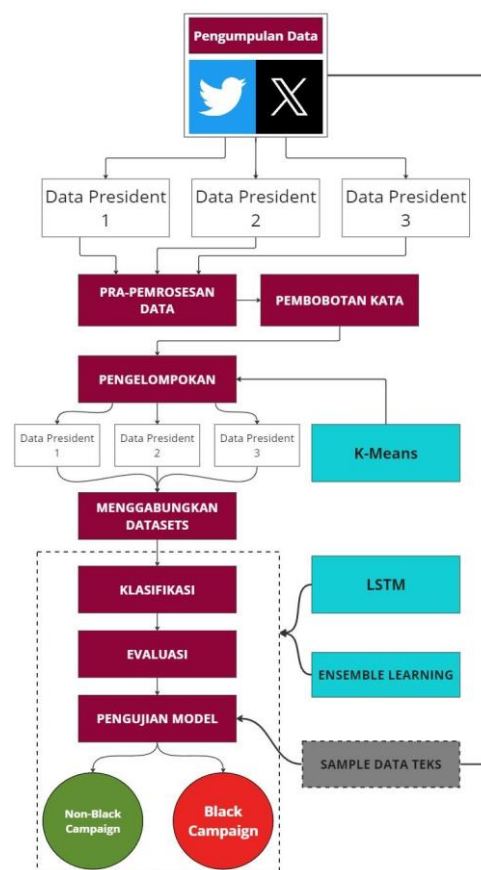 Pengumpulan Data
Data President
1
Data President
2
Data President
3
PRA-PEMROSESAN
DATA
PEMBOBOTAN KATA
PENGELOMPOKAN
Data President
1
Data President
2
Data President
3
K-Means
MENGGABUNGKAN
DATASETS
KLASIFIKASI
LSTM
EVALUASI
ENSEMBLE LEARNING
PENGUJIAN MODEL
SAMPLE DATA TEKS
Non-Black
Campaign
Black
Campaign